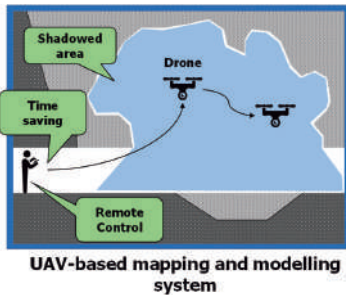 Shadowed
area
Drone
Time
saving
Remote
Control
UAV-based mapping and modelling
system